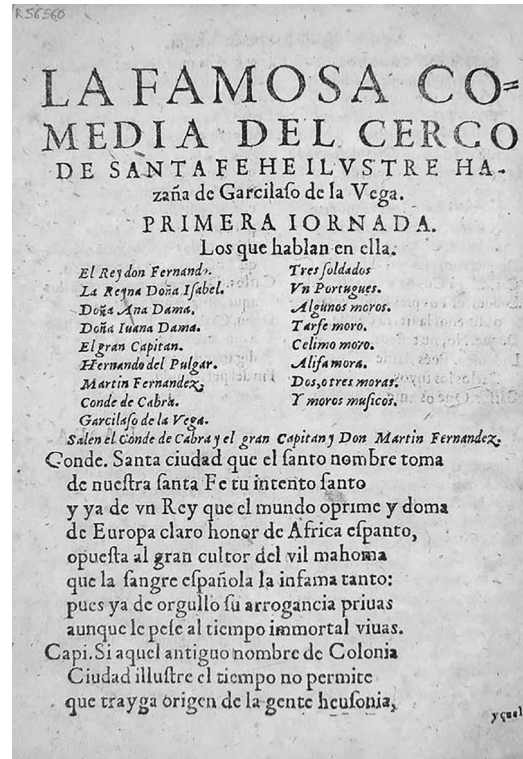 R.56560
LA FAMOSA CO=
MEDIA DEL CERCO
DE SANTA FE HE ILVSTRE HA-
zaña de Garcilaſo de la Vega.
PRIMERA IORNADA.
Los que hablan en ella.
El Rey don Fernando.
La Reyna Doña Iſabel.
Doña Ana Dama.
Doña Iuana Dama.
El gran Capitan.
Hernando del Pulgar.
Martin Fernandez,
Conde de Cabra.
Garcilaſo de la Vega.
Tres ſoldados
Vn Portugues.
Algunos moros.
Tarfe moro.
Celimo moro.
Alifa mora.
Dos, o tres moras.
Y moros muſicos.
Salen el Conde de Cabra y el gran Capitan y Don Martin Fernandez,
Conde. Santa ciudad que el ſanto nombre toma
de nueſtra ſanta Fe tu intento ſanto
y ya de vn Rey que el mundo oprime y doma
de Europa claro honor de Africa eſpanto,
opueſta al gran cultor del vil mahoma
que la ſangre eſpañola la infama tanto:
pues ya de orgullo ſu arrogancia priuas
aunque le peſe al tiempo immortal viuas.
Capi. Si aquel antiguo nombre de Colonia
Ciudad illuſtre el tiempo no permite
que trayga origen de la gente heuſonia,
y qual